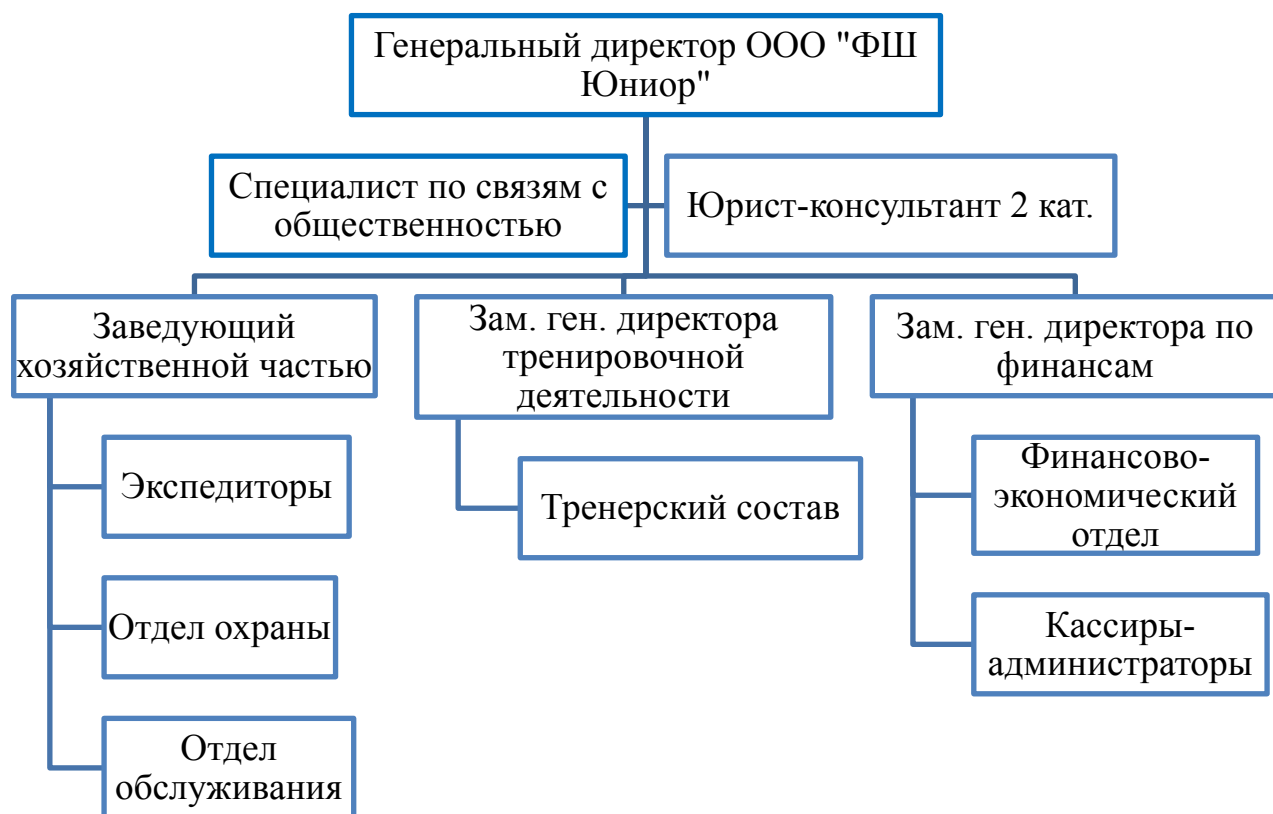 Генеральный директор ООО "ФШ
Юниор"
Специалист по связям с
общественностью
Юрист-консультант 2 кат.
Заведующий
хозяйственной частью
Зам. ген. директора
тренировочной
деятельности
Зам. ген. директора по
финансам
Экспедиторы
Отдел охраны
Отдел
обслуживания
Тренерский состав
Финансово-
экономический
отдел
Кассиры-
администраторы